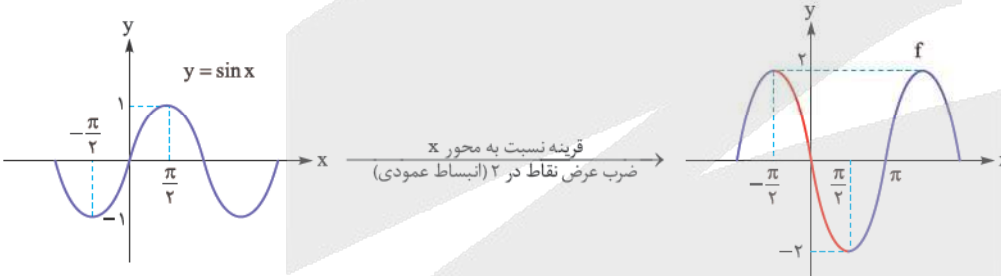 y
y = sin x
۱
−π/۲
π/۲
−۱
x
قرینه نسبت به محور x
ضرب عرض نقاط در ۲ (انبساط عمودی)
y
f
۲
−π/۲
π/۲
π
−۲